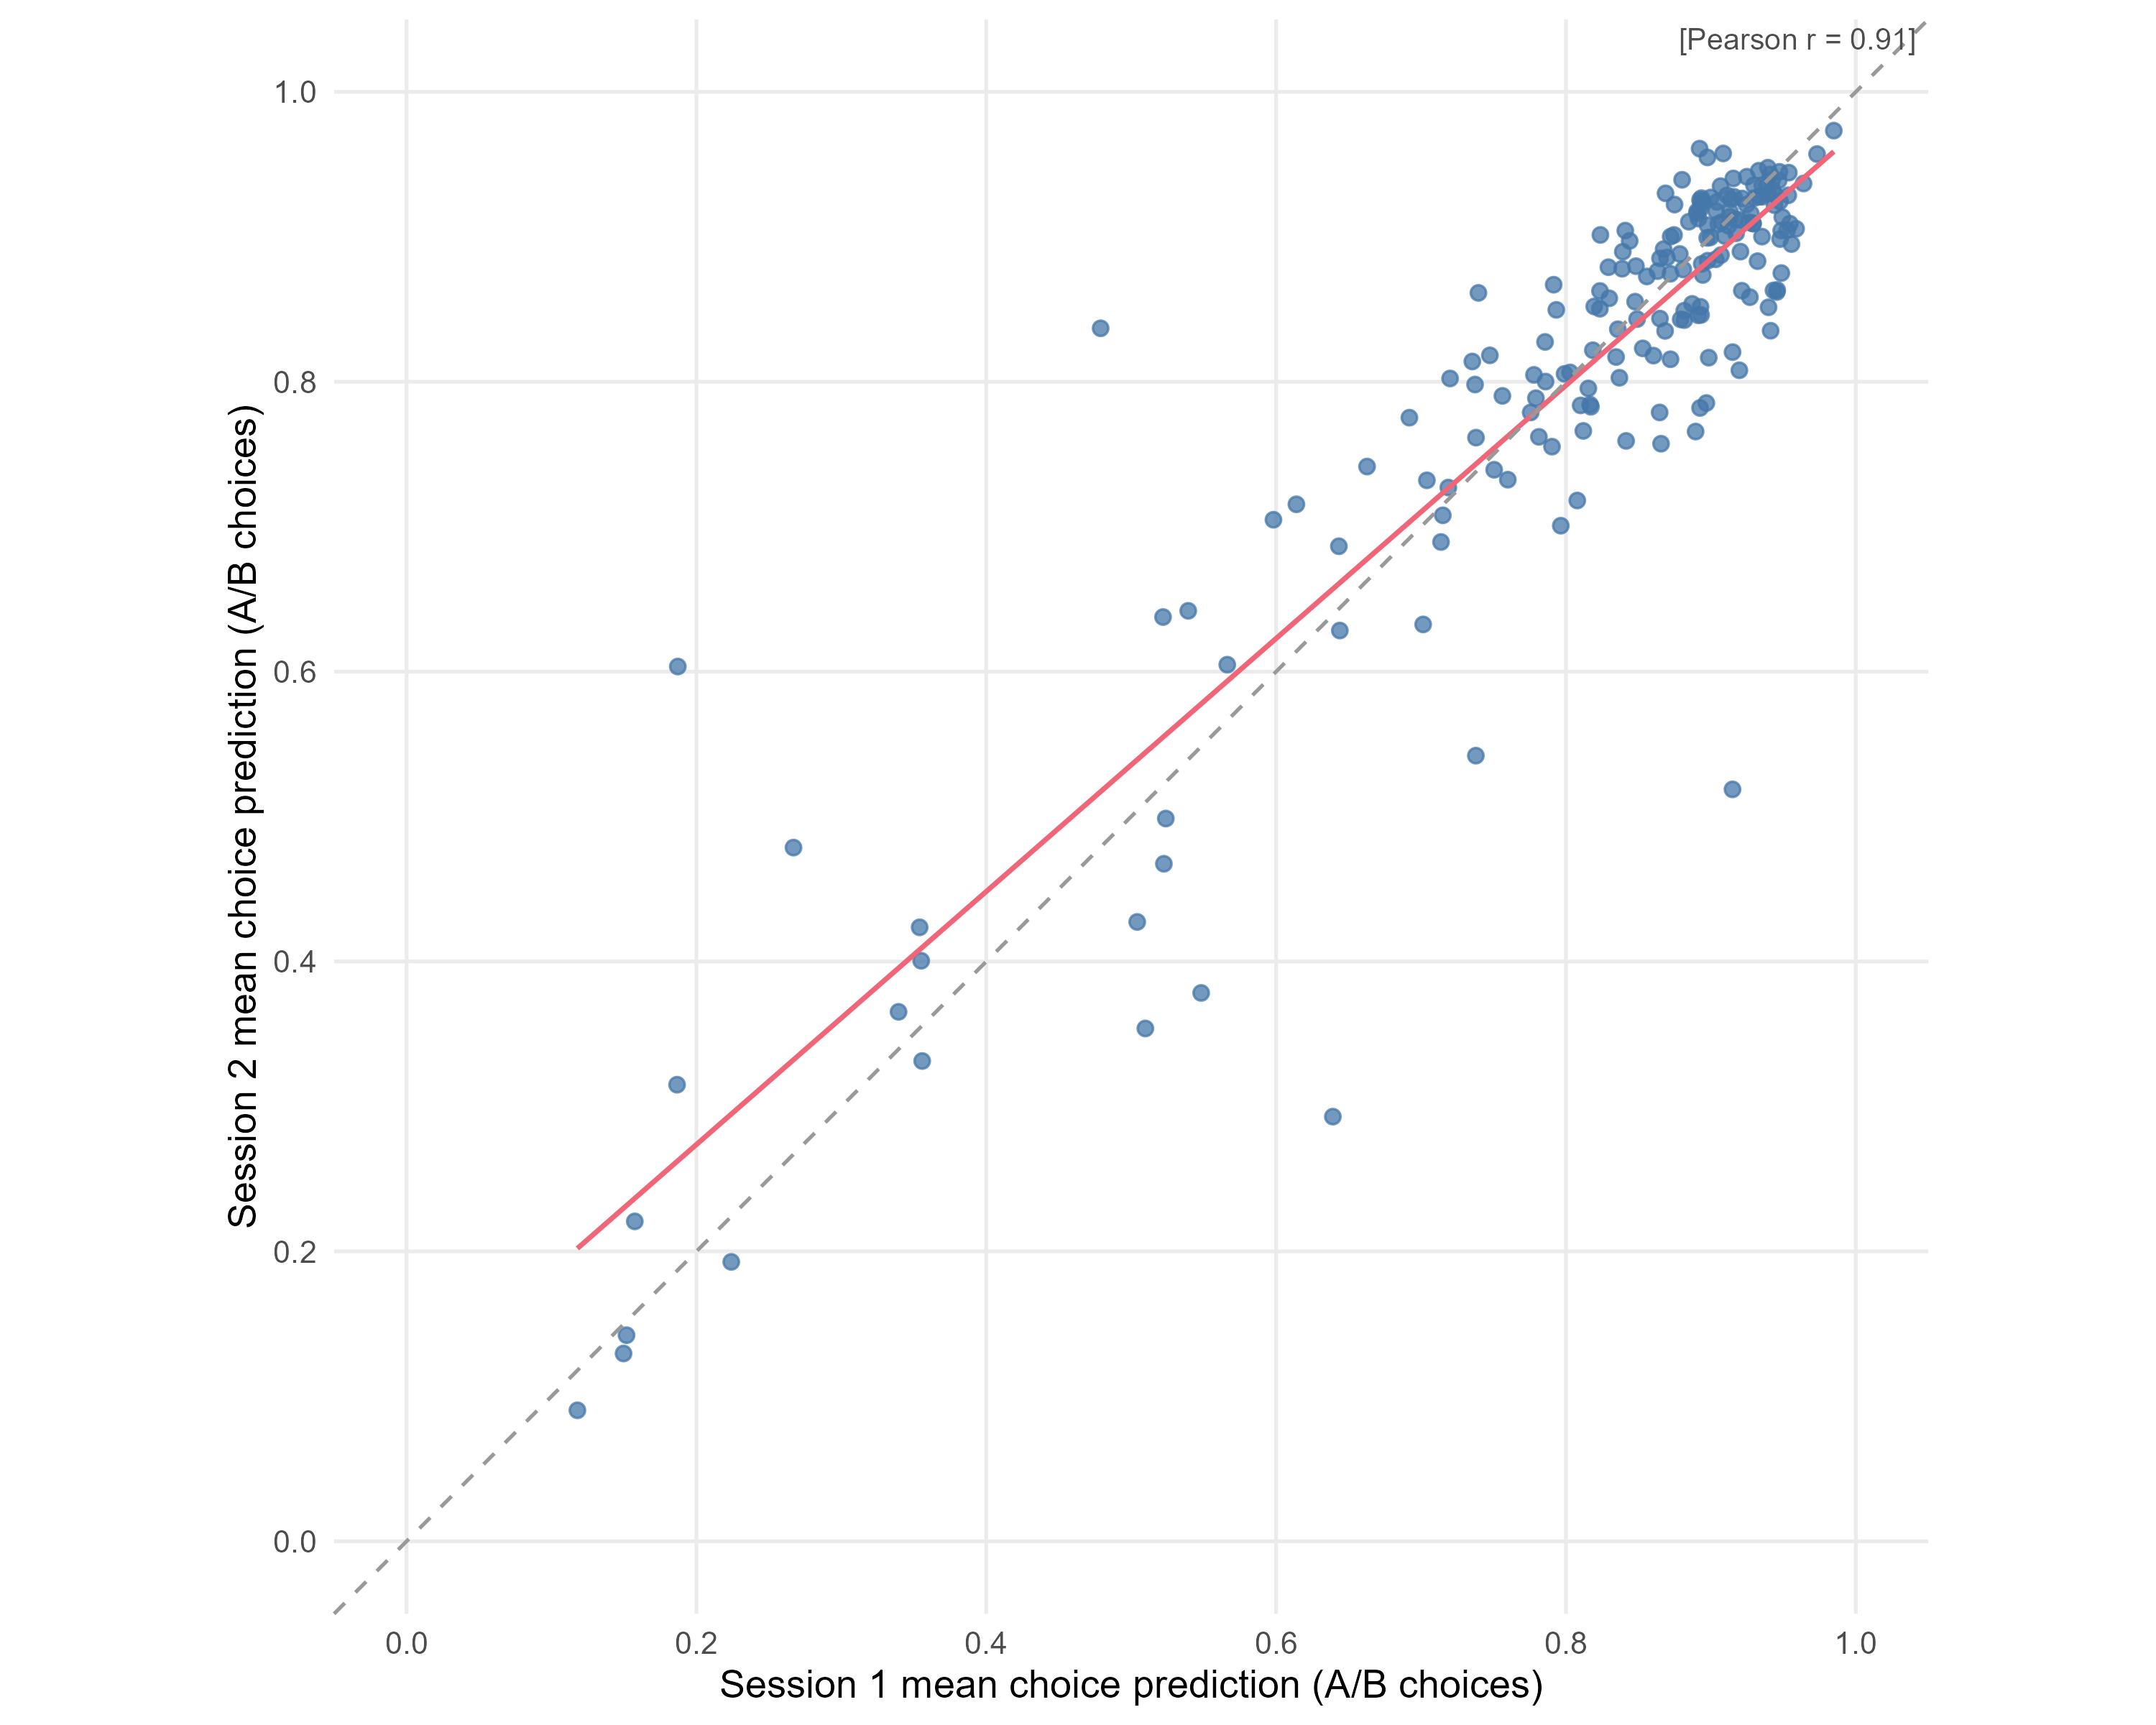 [Pearson r = 0.91]
1.0
0.8
0.6
0.4
0.2
0.0
Session 2 mean choice prediction (A/B choices)
0.0 0.2 0.4 0.6 0.8 1.0
Session 1 mean choice prediction (A/B choices)